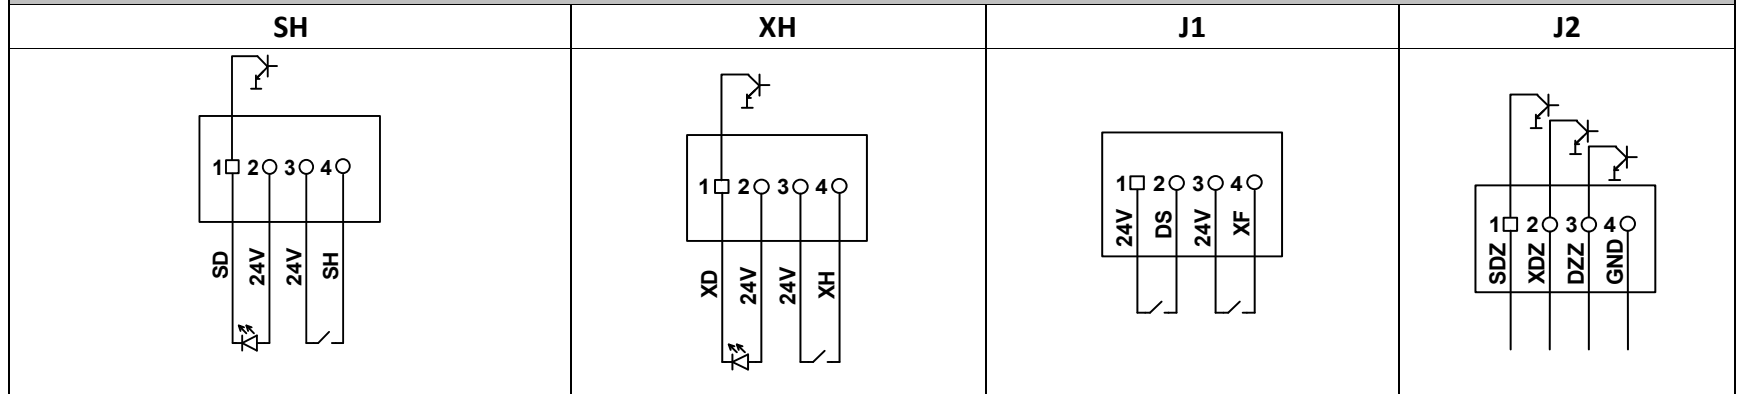 SH
XH
J1
J2
1 2 3 4
SD 24V 24V SH
1 2 3 4
XD 24V 24V XH
1 2 3 4
24V DS 24V XF
1 2 3 4
SDZ XDZ DZZ GND